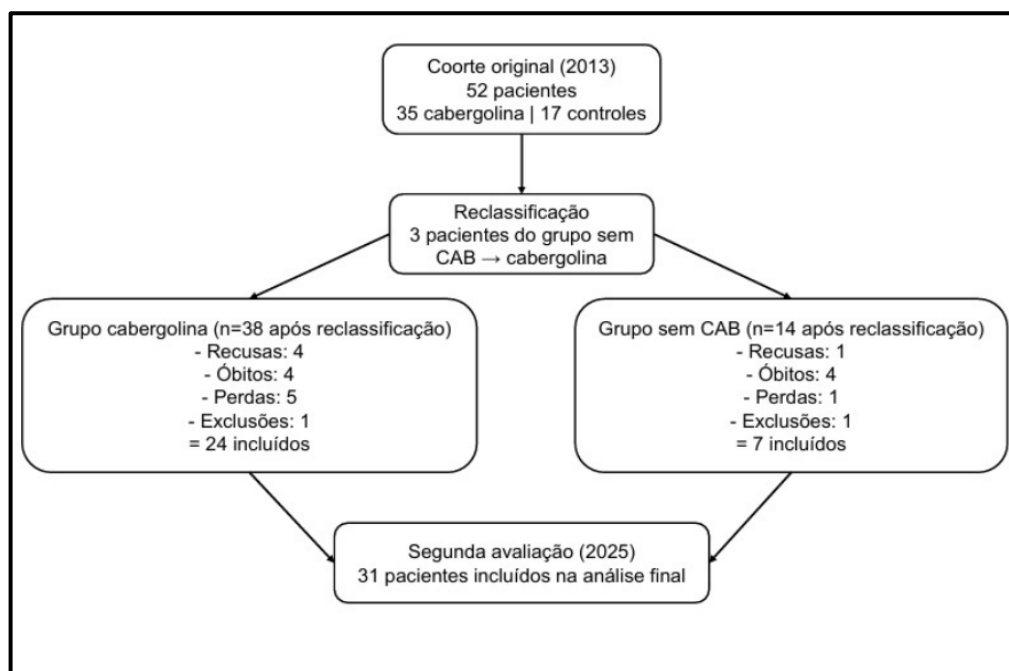 Coorte original (2013)
52 pacientes
35 cabergolina | 17 controles
Reclassificação
3 pacientes do grupo sem
CAB → cabergolina
Grupo cabergolina (n=38 após reclassificação)
- Recusas: 4
- Óbitos: 4
- Perdas: 5
- Exclusões: 1
= 24 incluídos
Grupo sem CAB (n=14 após reclassificação)
- Recusas: 1
- Óbitos: 4
- Perdas: 1
- Exclusões: 1
= 7 incluídos
Segunda avaliação (2025)
31 pacientes incluídos na análise final